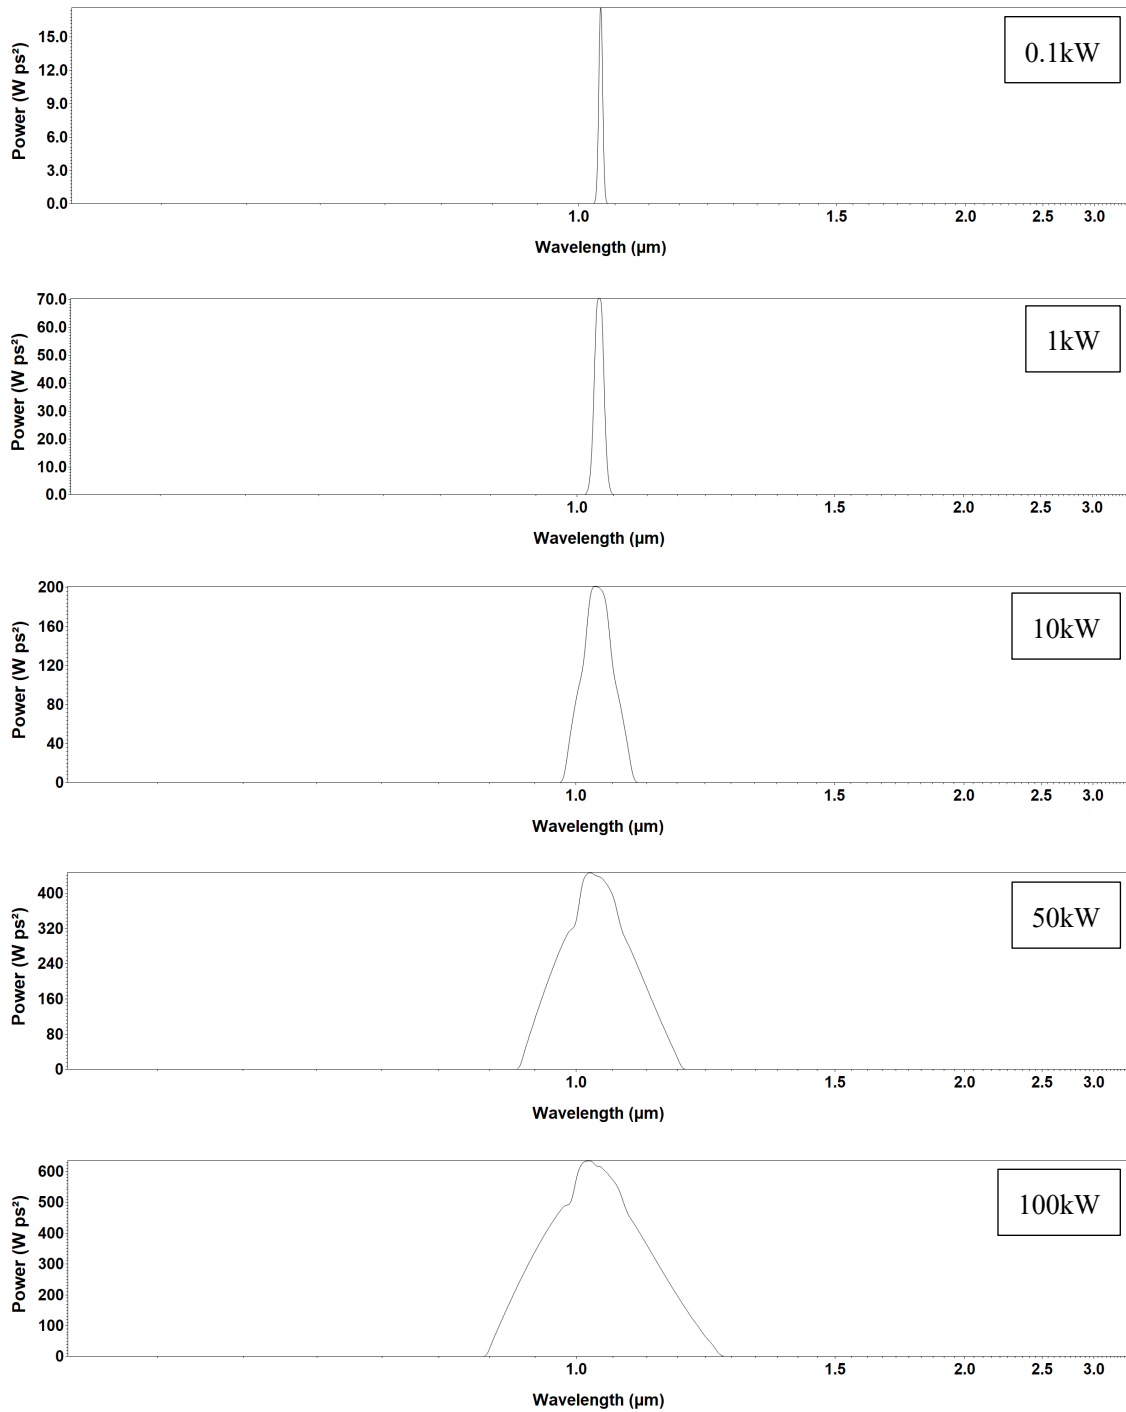 0.1kW
Power (W ps²)
15.0
12.0
9.0
6.0
3.0
0.0
1.0 1.5 2.0 2.5 3.0
Wavelength (µm)
1kW
Power (W ps²)
70.0
60.0
50.0
40.0
30.0
20.0
10.0
0.0
1.0 1.5 2.0 2.5 3.0
Wavelength (µm)
10kW
Power (W ps²)
200
160
120
80
40
0
1.0 1.5 2.0 2.5 3.0
Wavelength (µm)
50kW
Power (W ps²)
400
320
240
160
80
0
1.0 1.5 2.0 2.5 3.0
Wavelength (µm)
100kW
Power (W ps²)
600
500
400
300
200
100
0
1.0 1.5 2.0 2.5 3.0
Wavelength (µm)